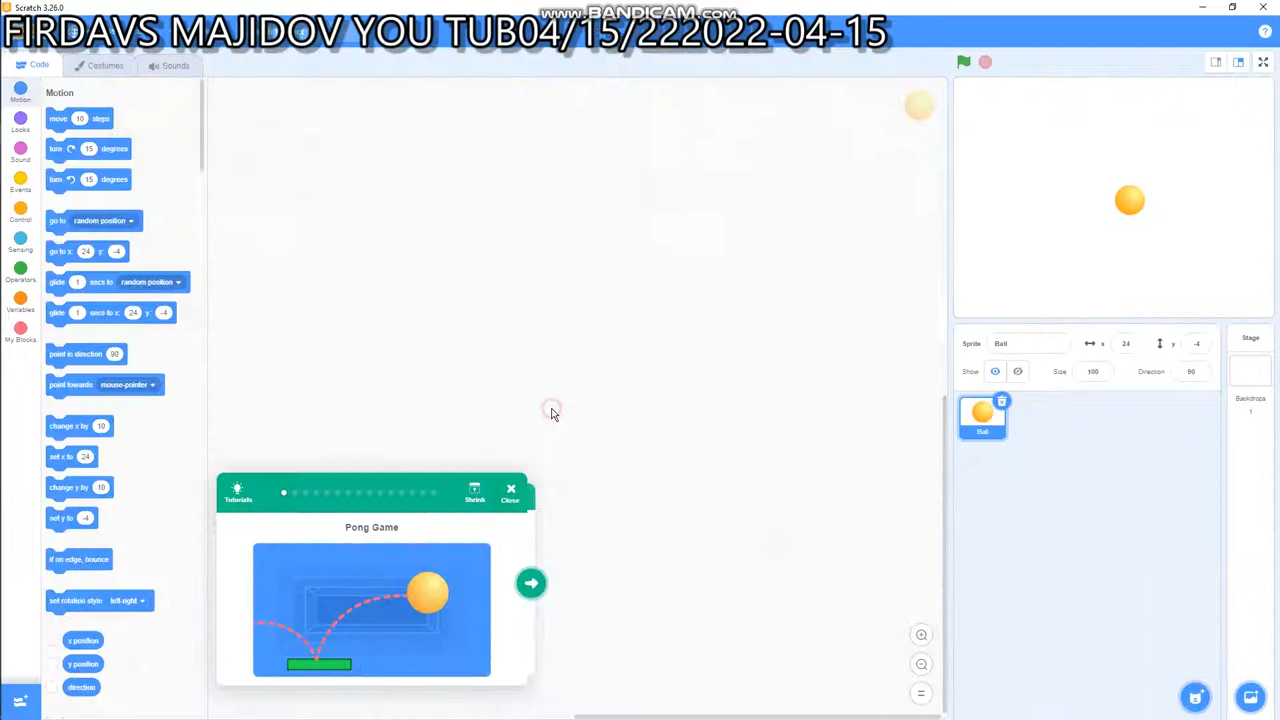 Scratch 3.26.0
www.BANDICAM.com
FIRDAVS MAJIDOV YOU TUB04/15/222022-04-15
Code
Costumes
Sounds
Motion
Looks
Sound
Events
Control
Sensing
Operators
Variables
My Blocks
Motion
move 10 steps
turn 15 degrees
turn 15 degrees
go to random position
go to x: 24 y: -4
glide 1 secs to random position
glide 1 secs to x: 24 y: -4
point in direction 90
point towards mouse-pointer
change x by 10
set x to 24
change y by 10
set y to -4
if on edge, bounce
set rotation style left-right
x position
y position
direction
Tutorials
Shrink
Close
Pong Game
Sprite Ball x 24 y -4
Show Size 100 Direction 90
Ball
Stage
Backdrops
1